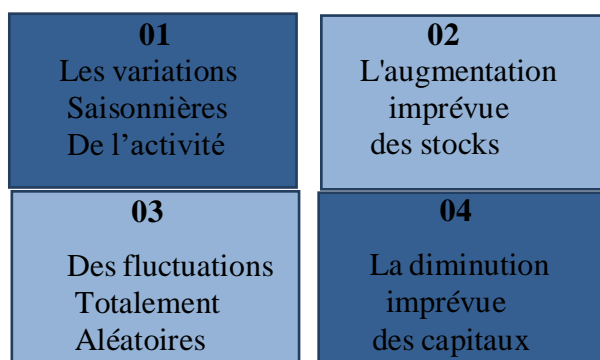 01
Les variations
Saisonnières
De l’activité
02
L'augmentation
imprévue
des stocks
03
Des fluctuations
Totalement
Aléatoires
04
La diminution
imprévue
des capitaux